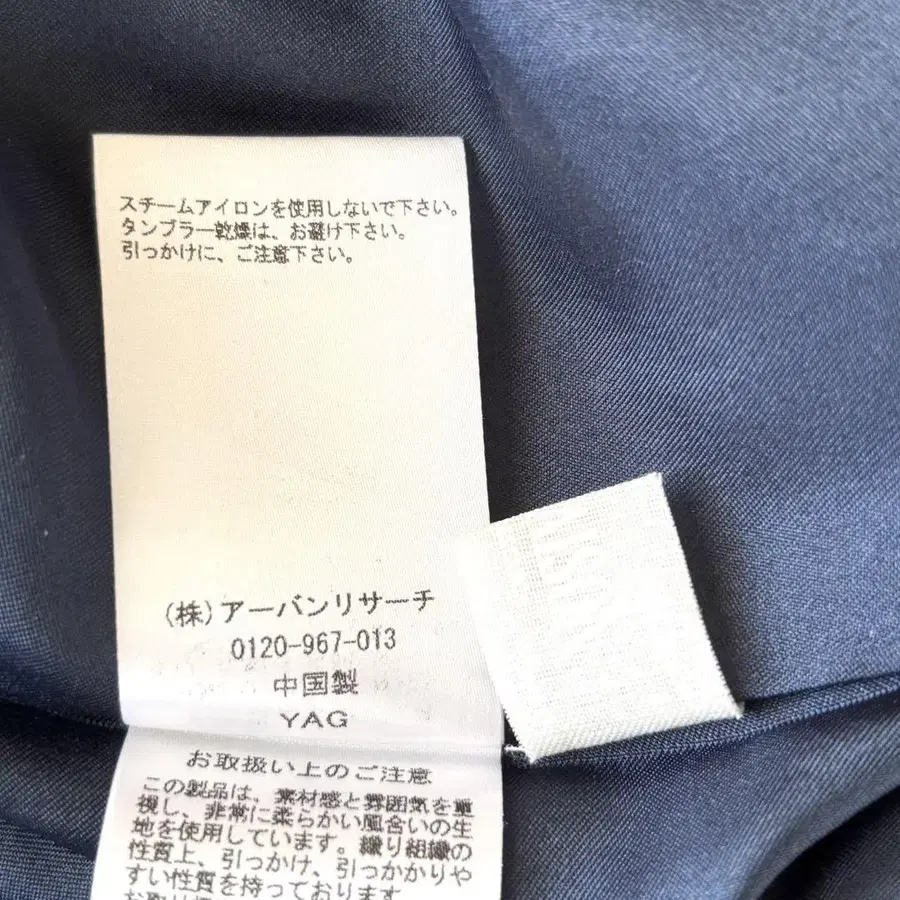 スチームアイロンを使用しないで下さい。
タンブラー乾燥は、お避け下さい。
引っかけに、ご注意下さい。
(株)アーバンリサーチ
0120-967-013
中国製
YAG
お取扱い上のご注意
この製品は、素材感と雰囲気を重
視し、非常に柔らかい風合いの生
地を使用しています。織り組織の
性質上、引っかけ、引っかかりや
すい性質を持っております。
お取り